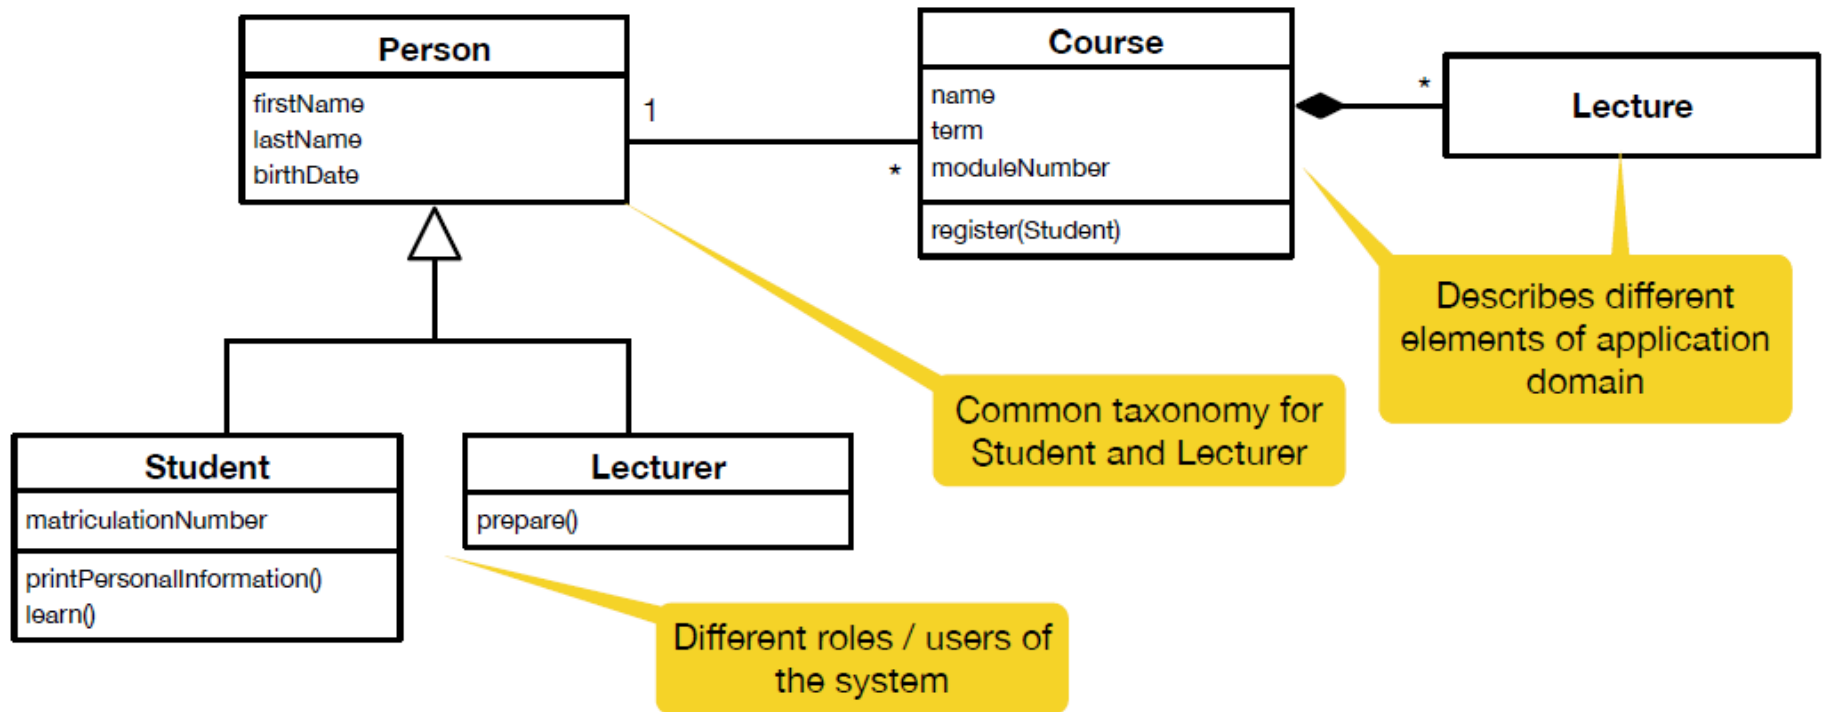 Person
firstName
lastName
birthDate
1
*
Course
name
term
moduleNumber
register(Student)
*
Lecture
Describes different
elements of application
domain
Common taxonomy for
Student and Lecturer
Student
matriculationNumber
printPersonalInformation()
learn()
Lecturer
prepare()
Different roles / users of
the system